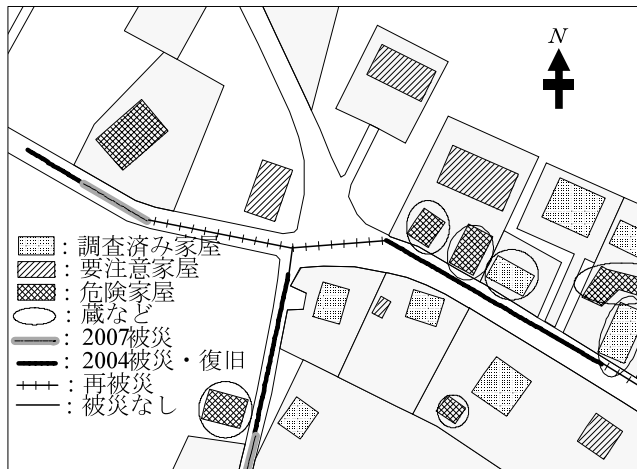 N
：調査済み家屋
：要注意家屋
：危険家屋
：蔵など
：2007被災
：2004被災・復旧
：再被災
：被災なし